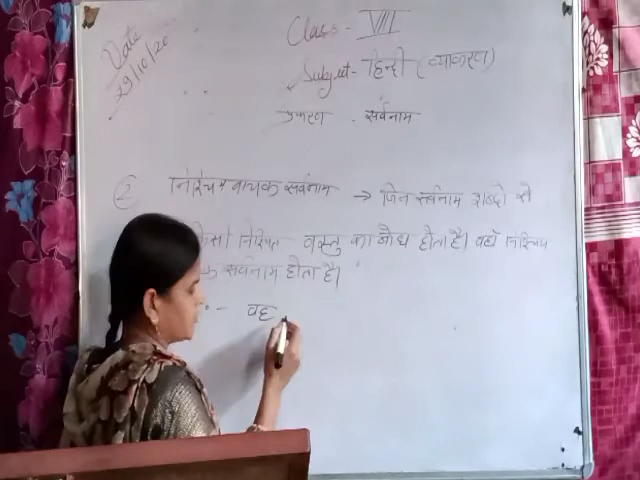 Date
29/10/20
Class - VIII
Subject - हिन्दी (व्याकरण)
प्रकरण - सर्वनाम
② निश्चय वाचक सर्वनाम → जिन सर्वनाम शब्दो से
किसी निश्चित वस्तु का बोध होता है। वहाँ निश्चय
क सर्वनाम होता है।
वह